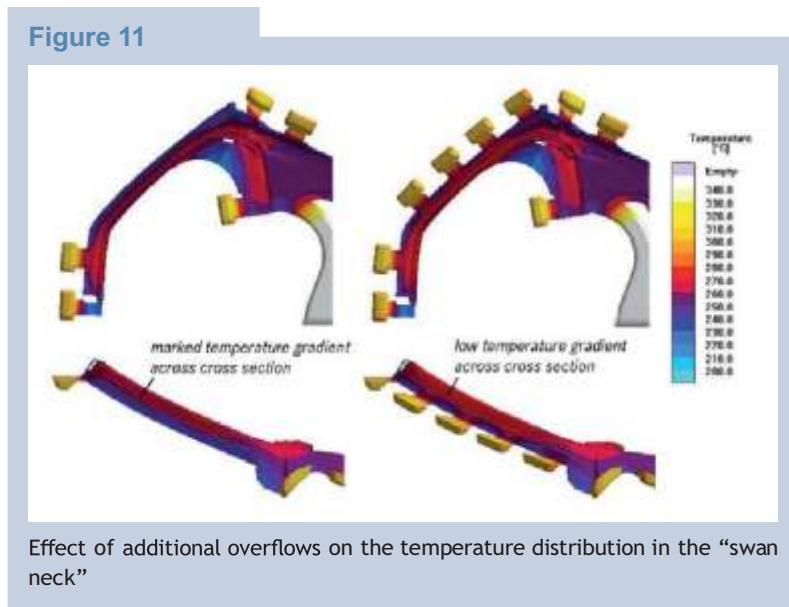 Figure 11
Temperature
[°C]
Empty
340.0
330.0
320.0
310.0
300.0
290.0
280.0
270.0
260.0
250.0
240.0
230.0
210.0
200.0
marked temperature gradient
across cross section
low temperature gradient
across cross section
Effect of additional overflows on the temperature distribution in the “swan
neck”